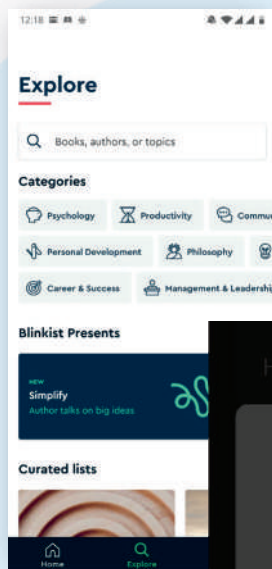 12:18
Explore
Books, authors, or topics
Categories
Psychology Productivity
Personal Development Philosophy
Career & Success Management & Leadership
Blinkist Presents
NEW
Simplify
Author talks on big ideas
Curated lists
Home Explore